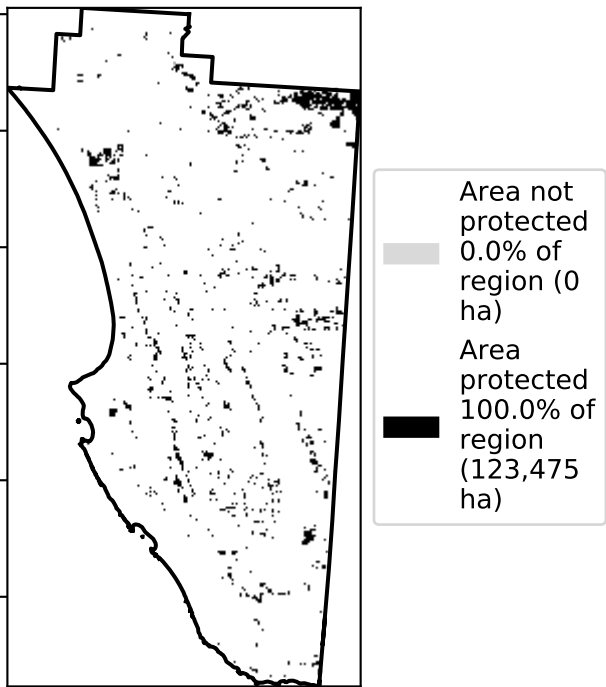 Area not
protected
0.0% of
region (0
ha)
Area
protected
100.0% of
region
(123,475
ha)